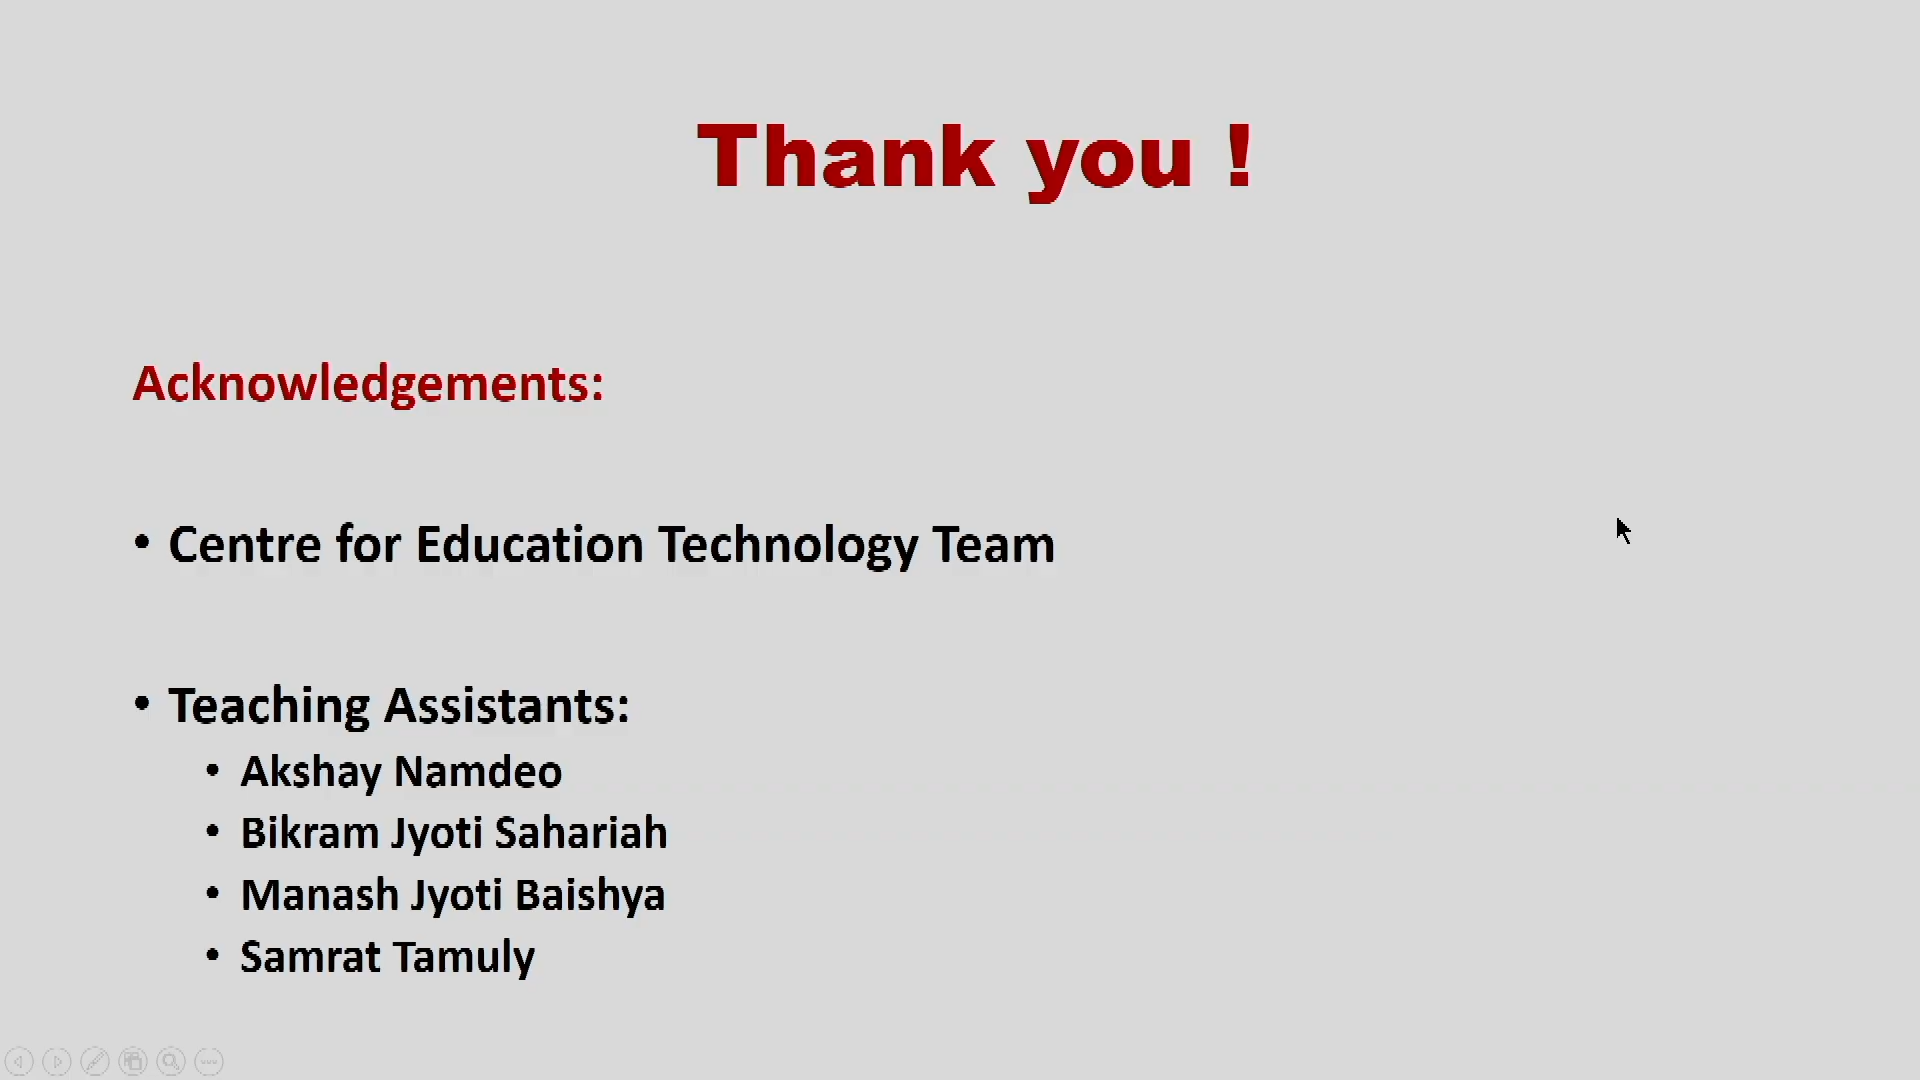 Thank you !
Acknowledgements:
• Centre for Education Technology Team
• Teaching Assistants:
• Akshay Namdeo
• Bikram Jyoti Sahariah
• Manash Jyoti Baishya
• Samrat Tamuly